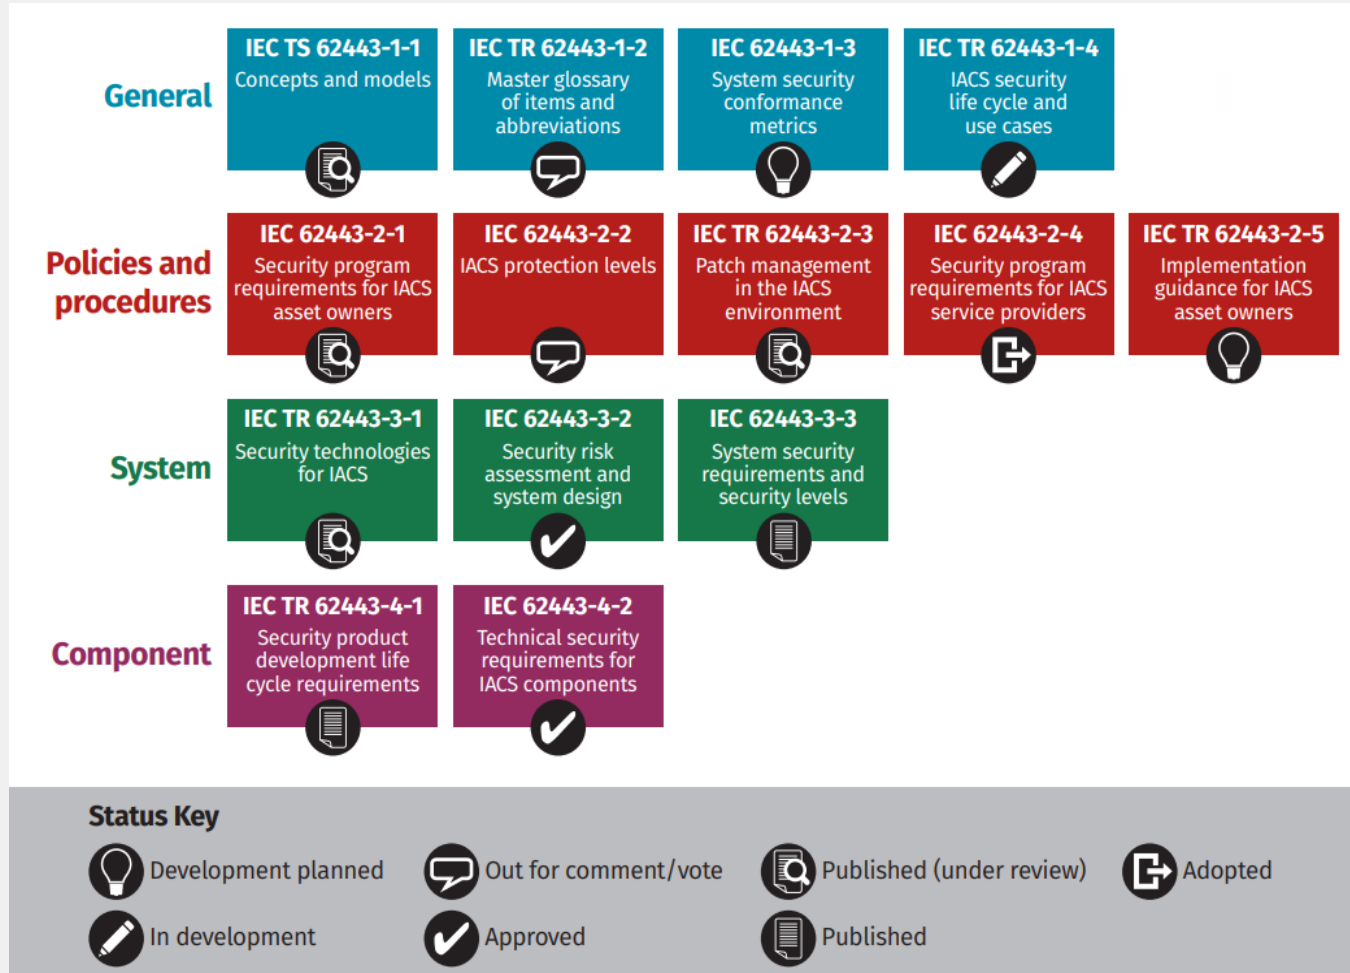 General
IEC TS 62443-1-1
Concepts and models
IEC TR 62443-1-2
Master glossary
of items and
abbreviations
IEC 62443-1-3
System security
conformance
metrics
IEC TR 62443-1-4
IACS security
life cycle and
use cases
Policies and
procedures
IEC 62443-2-1
Security program
requirements for IACS
asset owners
IEC 62443-2-2
IACS protection levels
IEC TR 62443-2-3
Patch management
in the IACS
environment
IEC 62443-2-4
Security program
requirements for IACS
service providers
IEC TR 62443-2-5
Implementation
guidance for IACS
asset owners
System
IEC TR 62443-3-1
Security technologies
for IACS
IEC 62443-3-2
Security risk
assessment and
system design
IEC 62443-3-3
System security
requirements and
security levels
Component
IEC TR 62443-4-1
Security product
development life
cycle requirements
IEC 62443-4-2
Technical security
requirements for
IACS components
Status Key
Development planned
Out for comment/vote
Published (under review)
Adopted
In development
Approved
Published